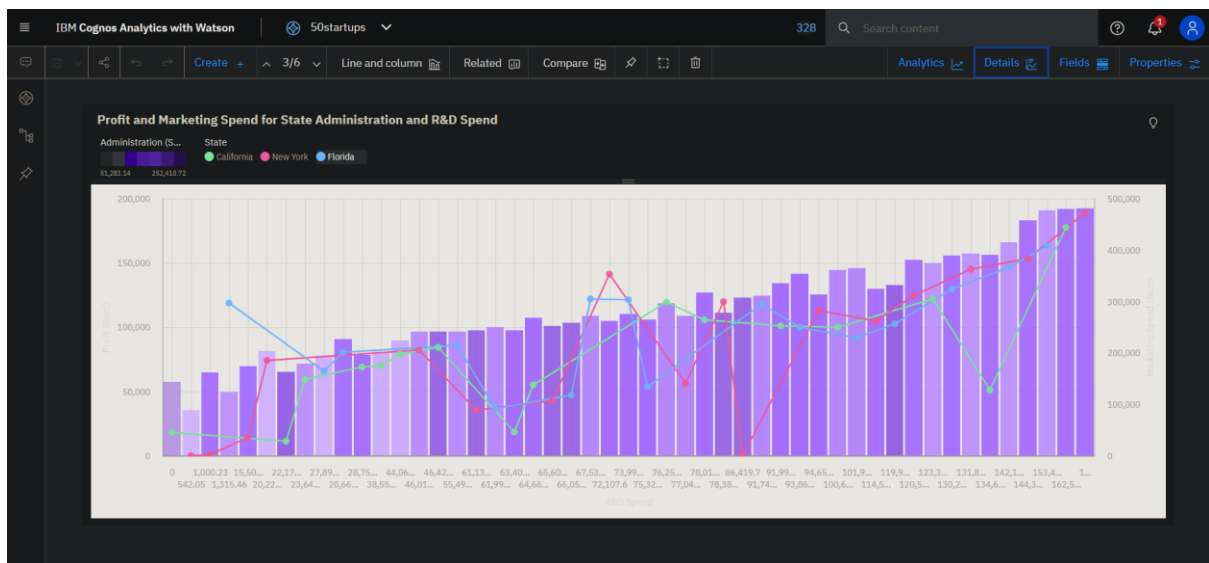 IBM Cognos Analytics with Watson
50startups
328
Search content
1
Create +
3/6
Line and column
Related
Compare
Analytics
Details
Fields
Properties
Profit and Marketing Spend for State Administration and R&D Spend
Administration (S...
State
California
New York
Florida
51,283.14
252,410.72
200,000
150,000
100,000
50,000
0
500,000
400,000
300,000
200,000
100,000
0
Profit (Sum)
Marketing Spend (Sum)
0 1,000.23 15,50... 22,17... 27,89... 28,75... 44,06... 46,42... 61,13... 63,40... 65,60... 67,53... 73,99... 76,25... 78,01... 86,419.7 91,99... 94,65... 101,9... 119,9... 123,3... 131,8... 142,1... 153,4... 1...
542.05 1,315.46 20,22... 23,64... 28,66... 38,55... 46,01... 55,49... 61,99... 64,66... 66,05... 72,107.6 75,32... 77,04... 78,38... 91,74... 93,86... 100,6... 114,5... 120,5... 130,2... 134,6... 144,3... 162,5...
R&D Spend